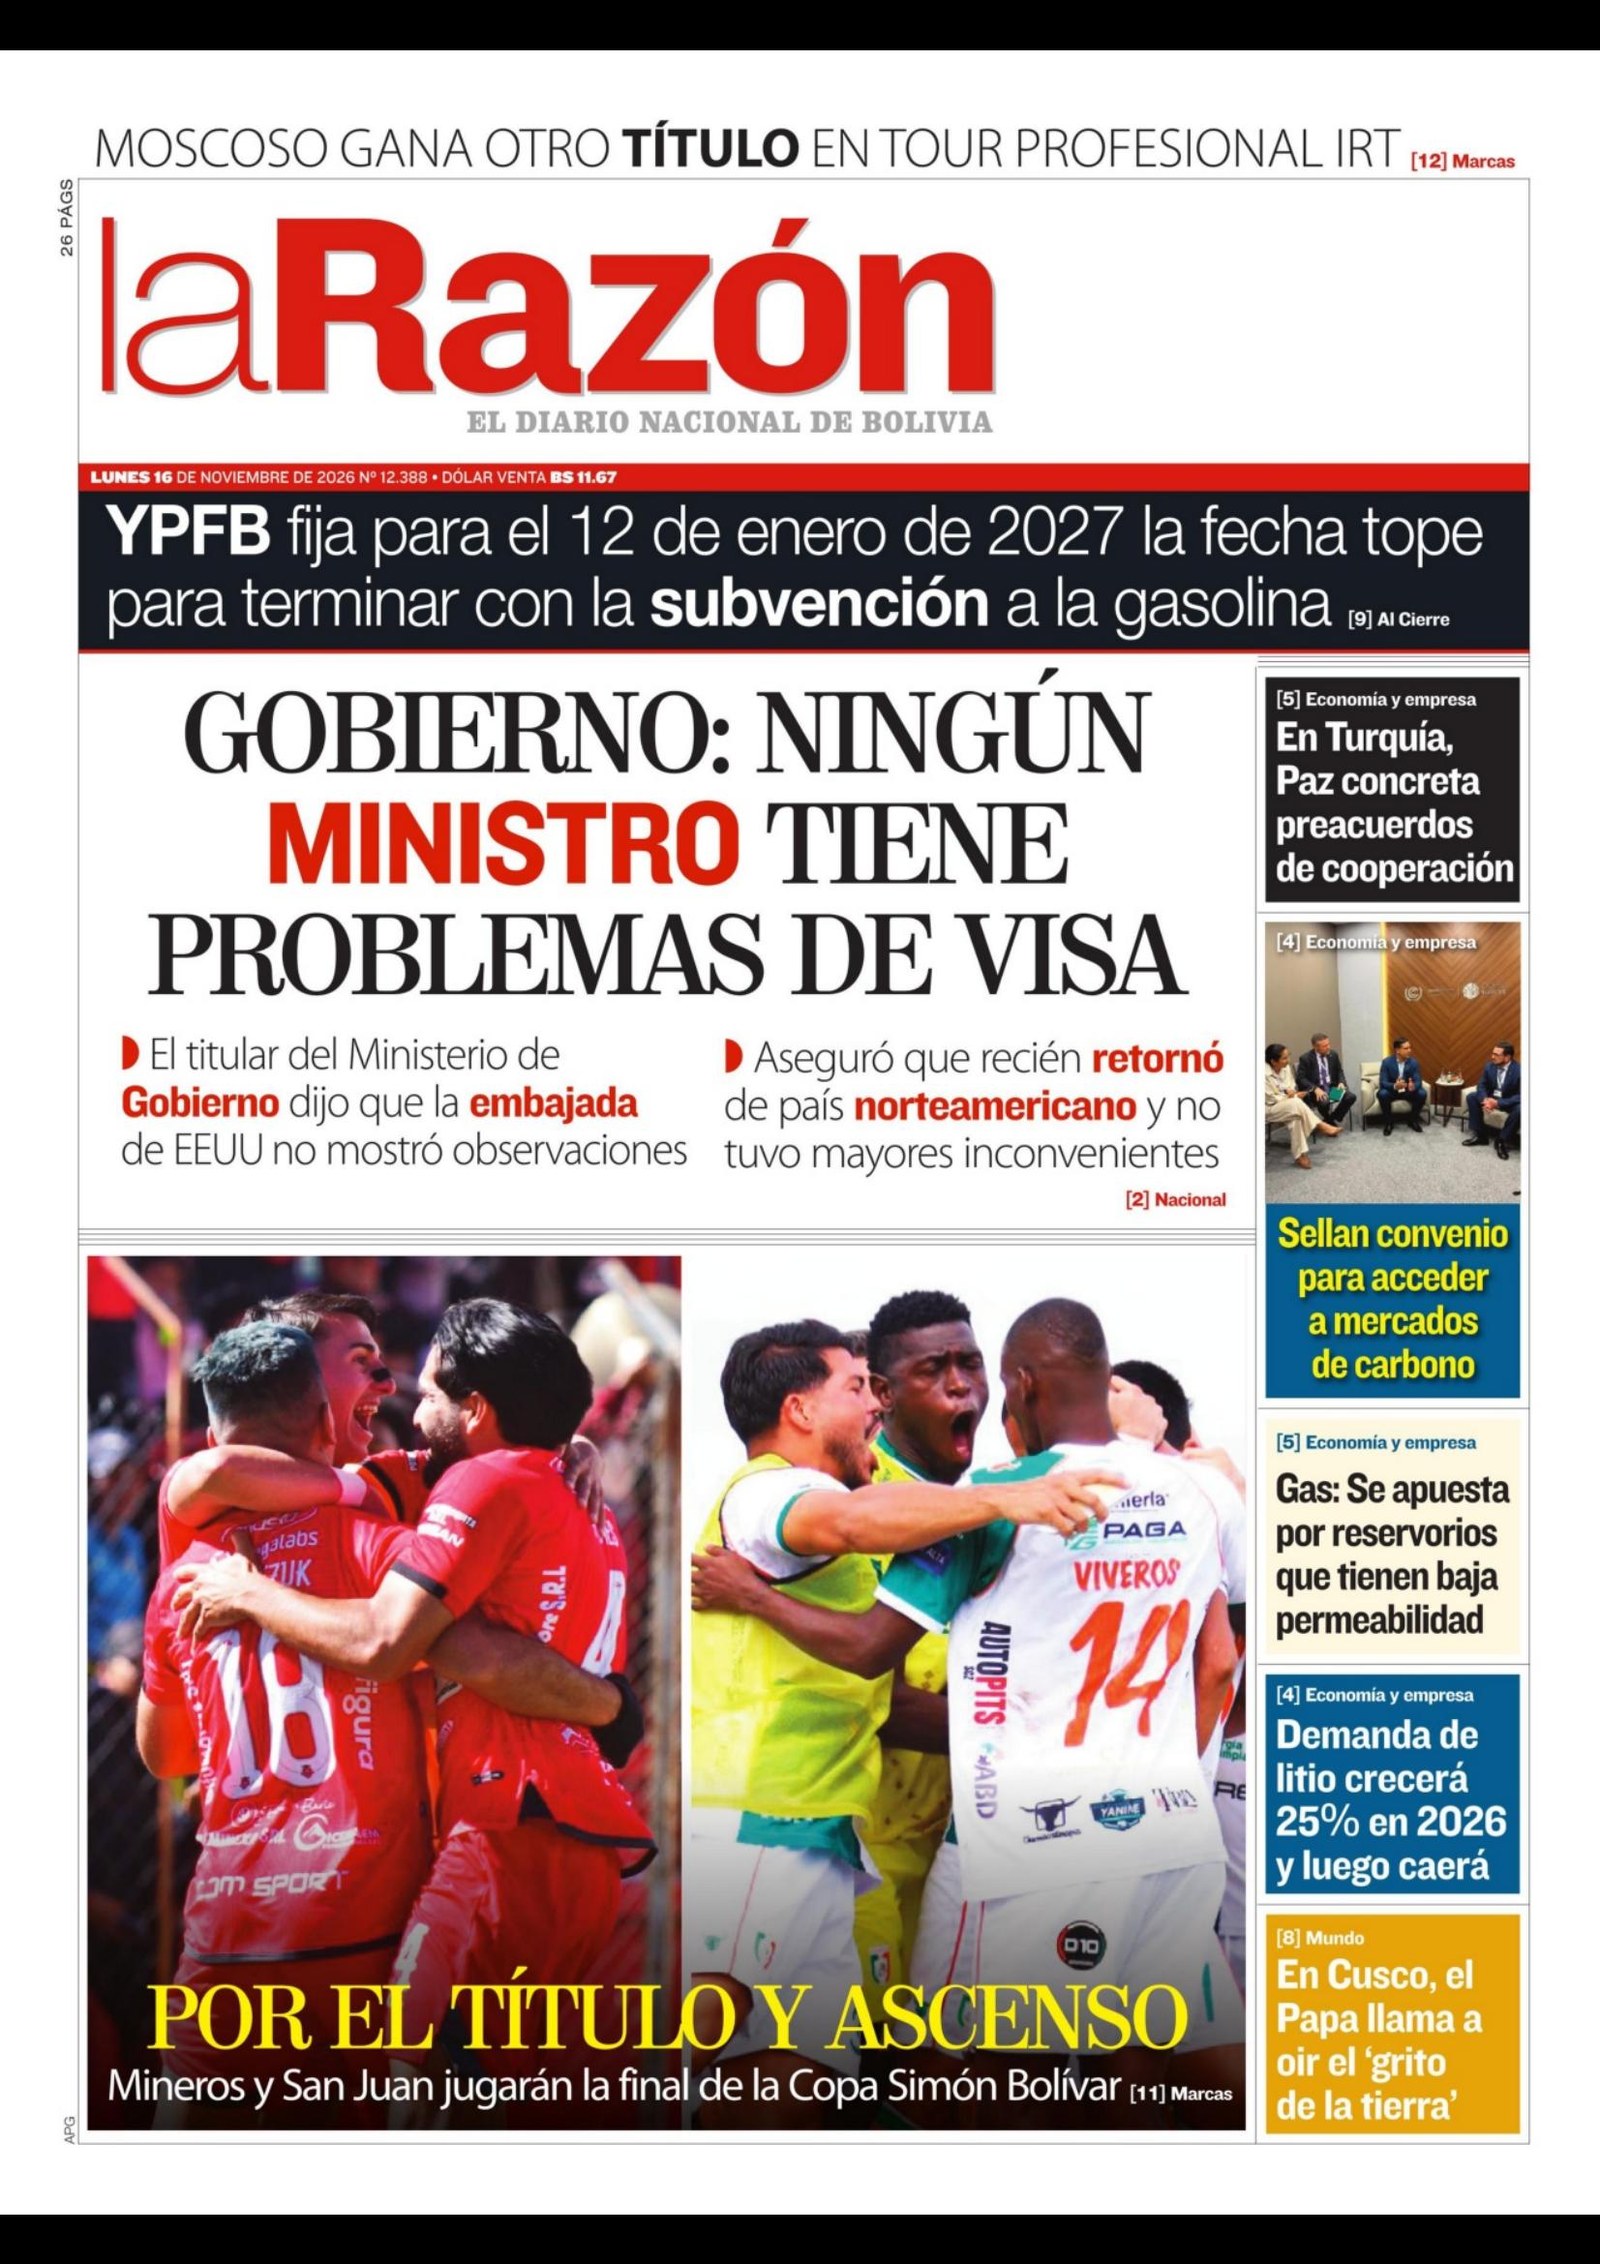 MOSCOSO GANA OTRO TÍTULO EN TOUR PROFESIONAL IRT [12] Marcas
26 PÁGS
laRazón
EL DIARIO NACIONAL DE BOLIVIA
LUNES 16 DE NOVIEMBRE DE 2026 Nº 12.388 • DÓLAR VENTA BS 11.67
YPFB fija para el 12 de enero de 2027 la fecha tope
para terminar con la subvención a la gasolina [9] Al Cierre
GOBIERNO: NINGÚN
MINISTRO TIENE
PROBLEMAS DE VISA
El titular del Ministerio de
Gobierno dijo que la embajada
de EEUU no mostró observaciones
Aseguró que recién retornó
de país norteamericano y no
tuvo mayores inconvenientes
[2] Nacional
[5] Economía y empresa
En Turquía,
Paz concreta
preacuerdos
de cooperación
[4] Economía y empresa
Sellan convenio
para acceder
a mercados
de carbono
[5] Economía y empresa
Gas: Se apuesta
por reservorios
que tienen baja
permeabilidad
[4] Economía y empresa
Demanda de
litio crecerá
25% en 2026
y luego caerá
[8] Mundo
En Cusco, el
Papa llama a
oir el ‘grito
de la tierra’
18
PAGA
VIVEROS
14
AUTOPITS
SCZ
ABD
YANINE
D10
4
POR EL TÍTULO Y ASCENSO
Mineros y San Juan jugarán la final de la Copa Simón Bolívar [11] Marcas
APG